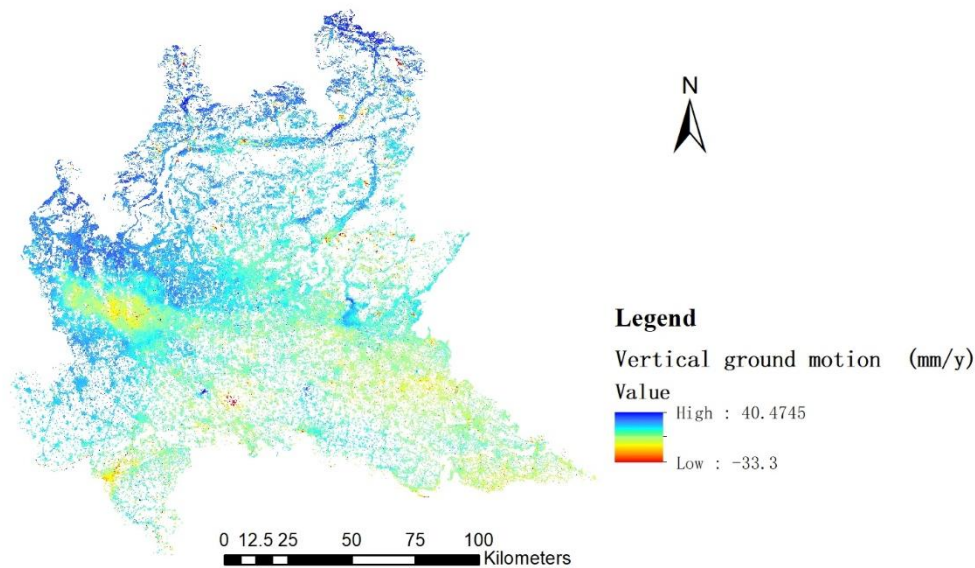 N
Legend
Vertical ground motion (mm/y)
Value
High : 40.4745
Low : -33.3
0 12.5 25 50 75 100
Kilometers